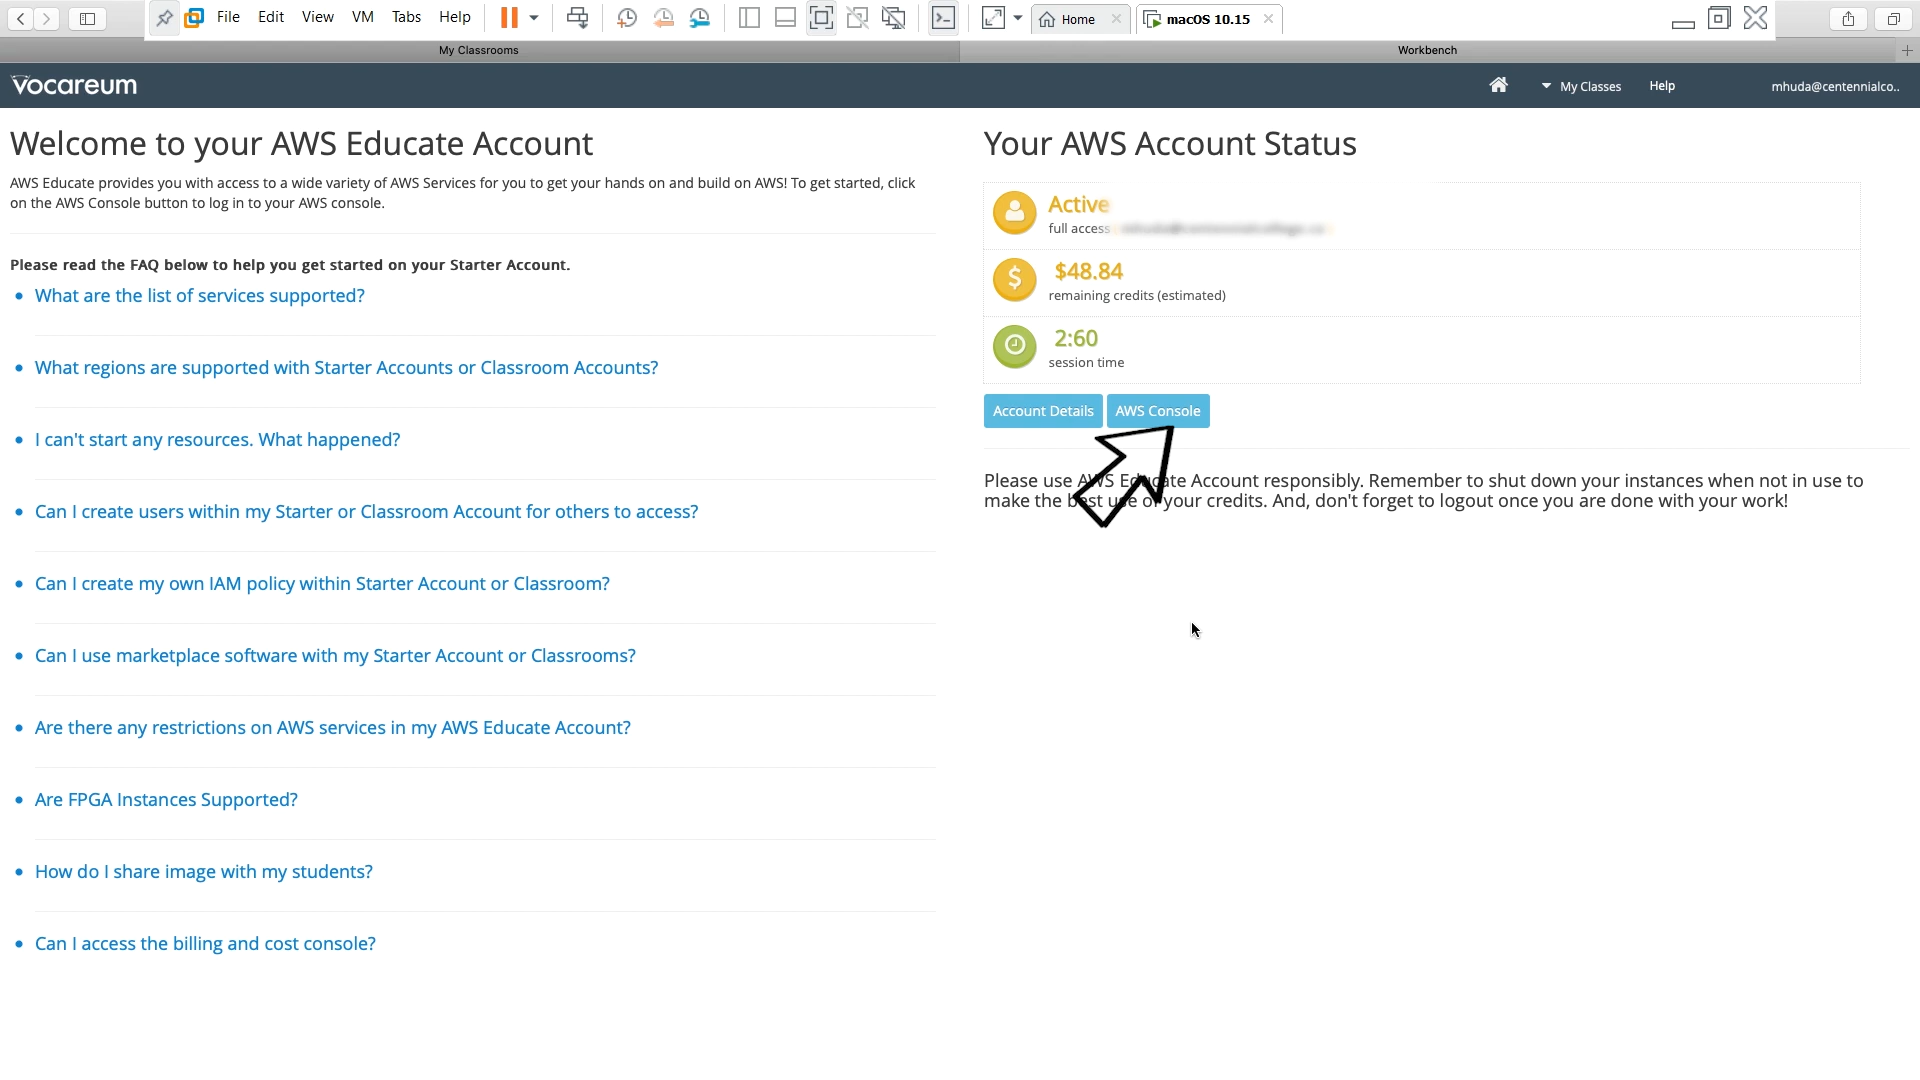 File Edit View VM Tabs Help
Home
macOS 10.15
My Classrooms
Workbench
vocareum
My Classes
Help
mhuda@centennialco..
Welcome to your AWS Educate Account
AWS Educate provides you with access to a wide variety of AWS Services for you to get your hands on and build on AWS! To get started, click
on the AWS Console button to log in to your AWS console.
Please read the FAQ below to help you get started on your Starter Account.
What are the list of services supported?
What regions are supported with Starter Accounts or Classroom Accounts?
I can't start any resources. What happened?
Can I create users within my Starter or Classroom Account for others to access?
Can I create my own IAM policy within Starter Account or Classroom?
Can I use marketplace software with my Starter Account or Classrooms?
Are there any restrictions on AWS services in my AWS Educate Account?
Are FPGA Instances Supported?
How do I share image with my students?
Can I access the billing and cost console?
Your AWS Account Status
Active
full access
$48.84
remaining credits (estimated)
2:60
session time
Account Details
AWS Console
Please use AWS Educate Account responsibly. Remember to shut down your instances when not in use to
make the best use of your credits. And, don't forget to logout once you are done with your work!